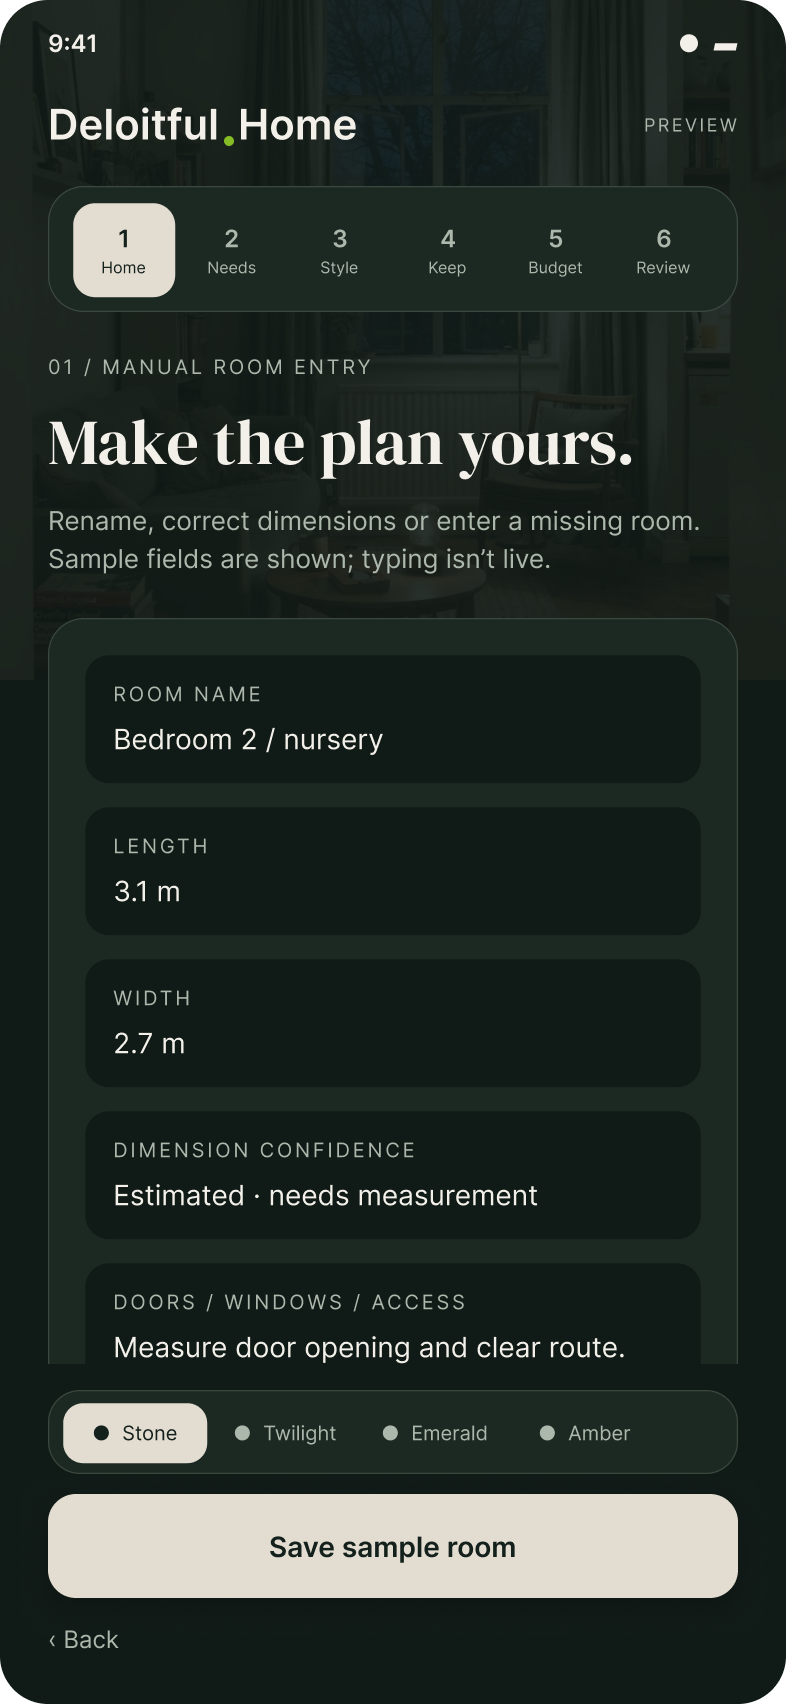 9:41
Deloitful.Home
PREVIEW
1 2 3 4 5 6
Home Needs Style Keep Budget Review
01 / MANUAL ROOM ENTRY
Make the plan yours.
Rename, correct dimensions or enter a missing room.
Sample fields are shown; typing isn’t live.
ROOM NAME
Bedroom 2 / nursery
LENGTH
3.1 m
WIDTH
2.7 m
DIMENSION CONFIDENCE
Estimated · needs measurement
DOORS / WINDOWS / ACCESS
Measure door opening and clear route.
Stone Twilight Emerald Amber
Save sample room
‹ Back